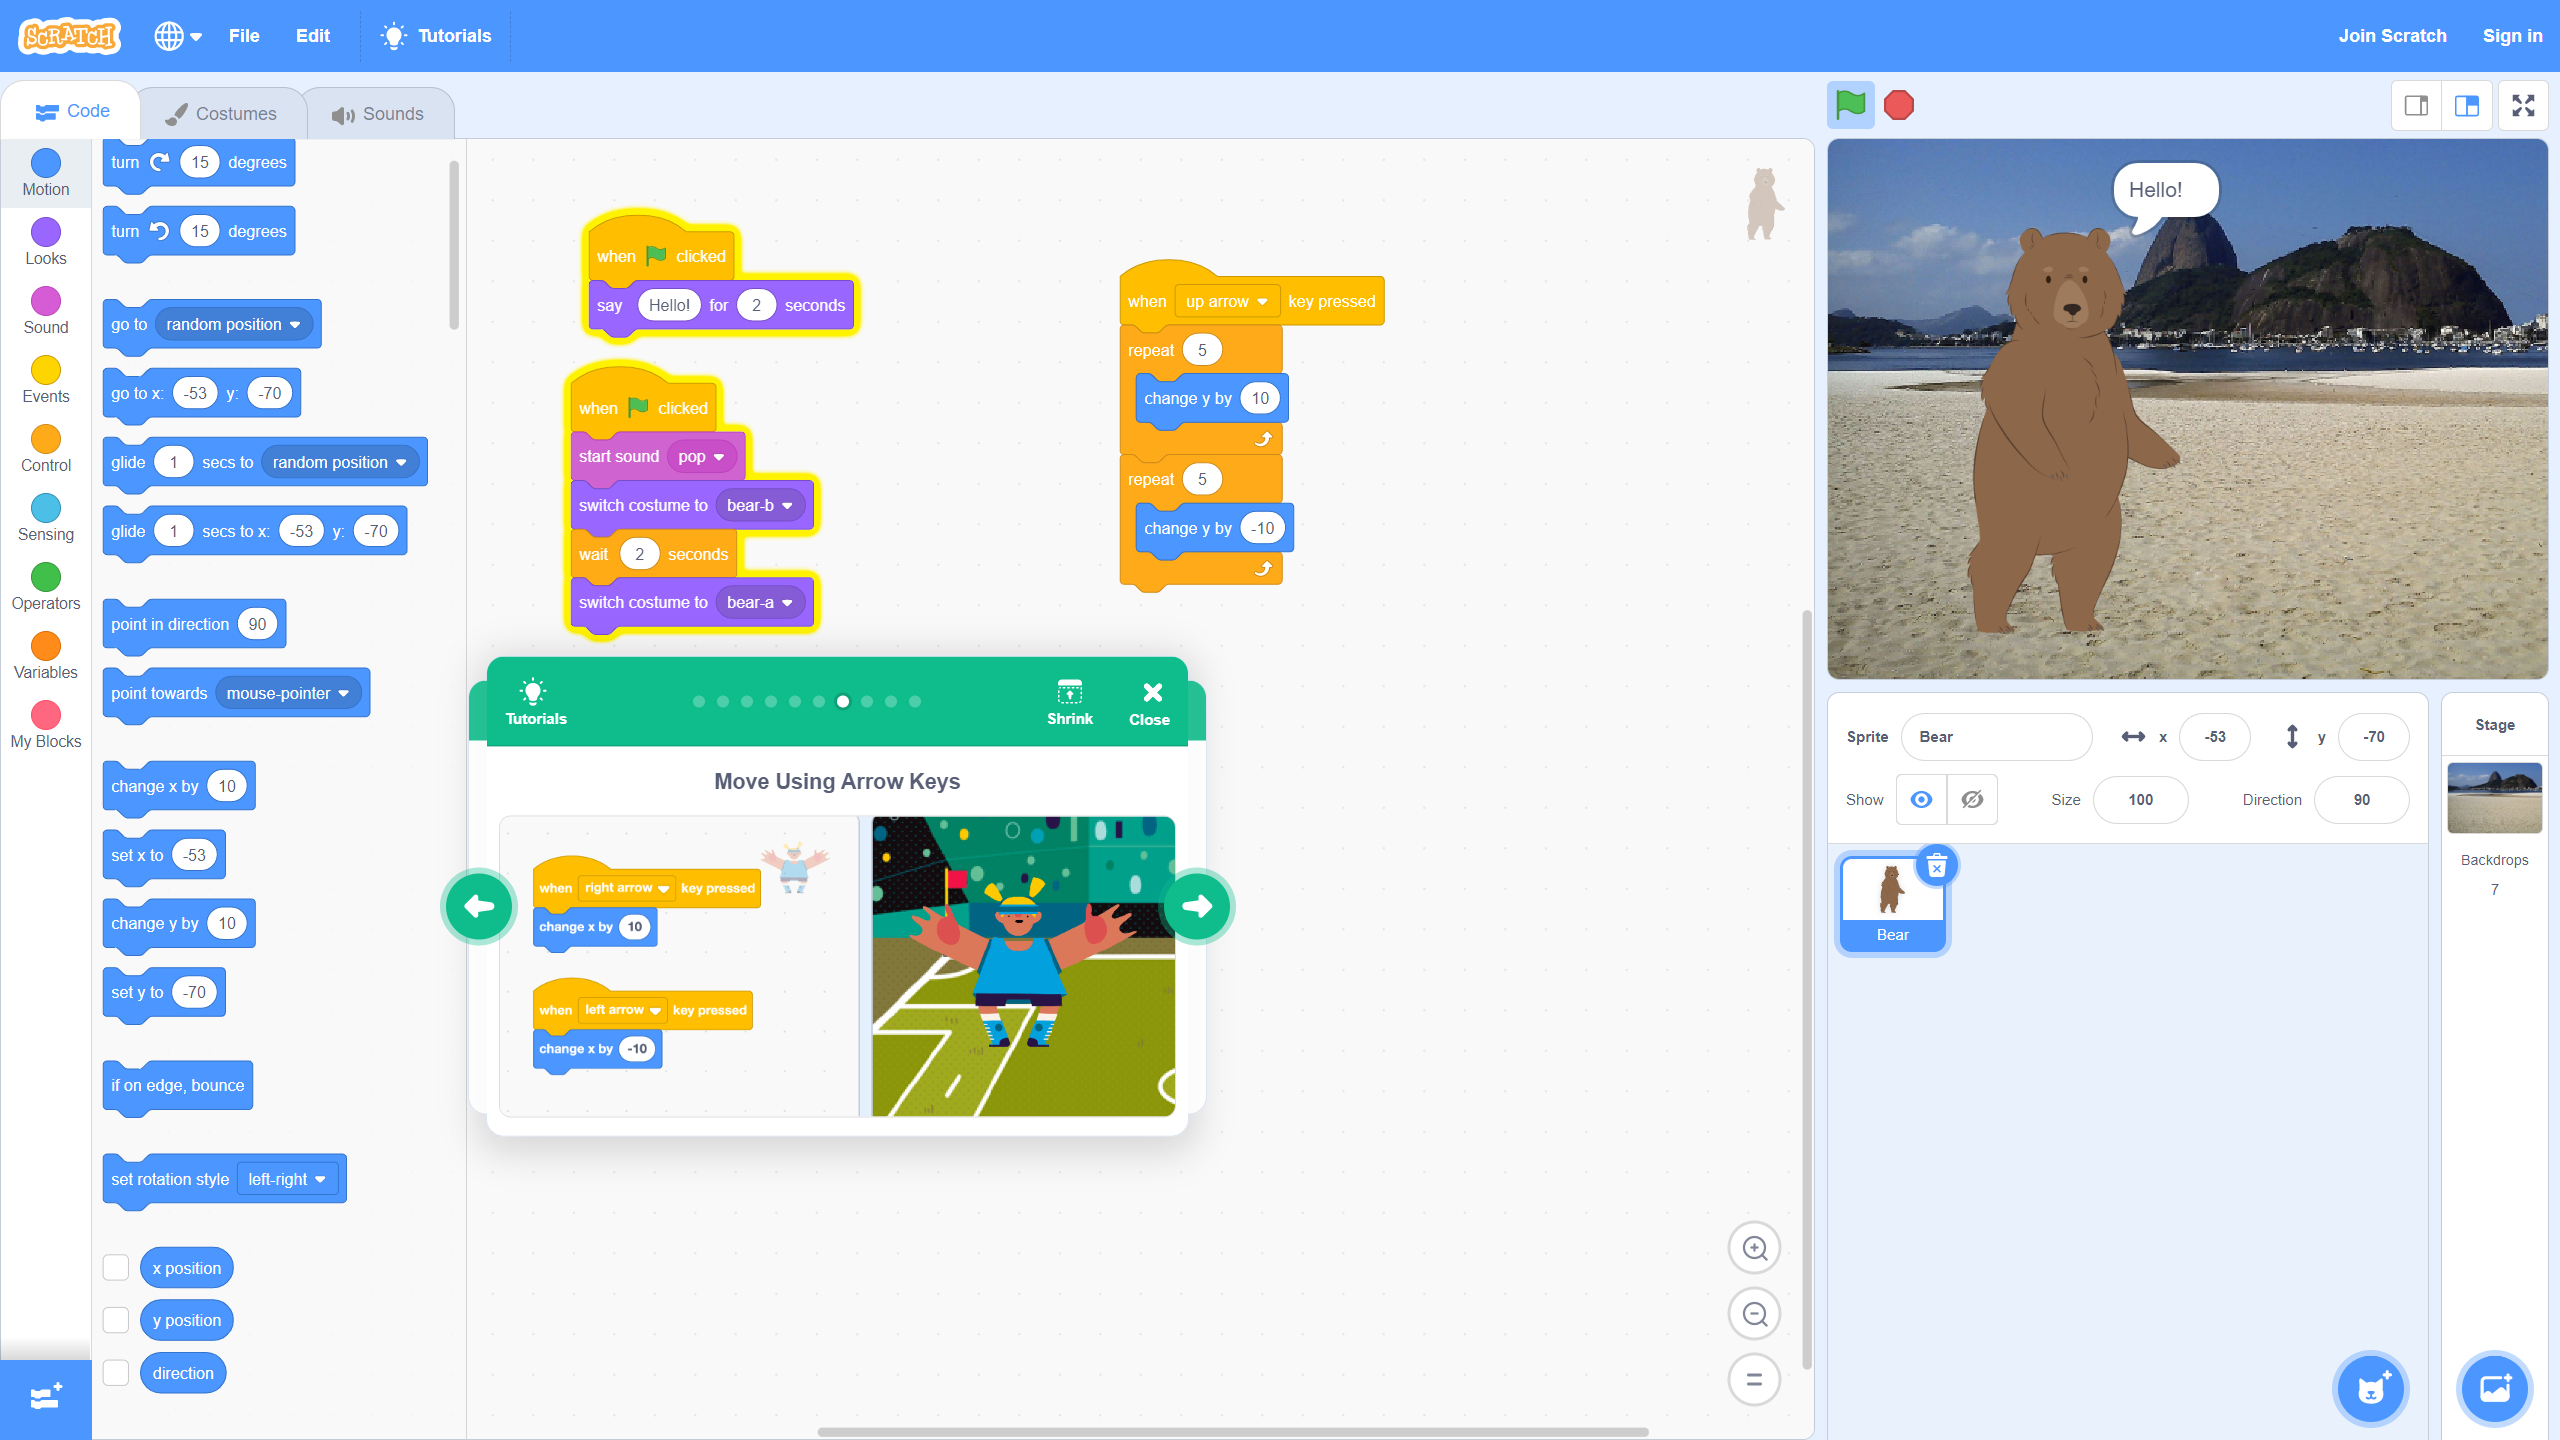 SCRATCH
File
Edit
Tutorials
Join Scratch
Sign in
Code
Costumes
Sounds
Motion
Looks
Sound
Events
Control
Sensing
Operators
Variables
My Blocks
turn 15 degrees
turn 15 degrees
go to random position
go to x: -53 y: -70
glide 1 secs to random position
glide 1 secs to x: -53 y: -70
point in direction 90
point towards mouse-pointer
change x by 10
set x to -53
change y by 10
set y to -70
if on edge, bounce
set rotation style left-right
x position
y position
direction
when clicked
say Hello! for 2 seconds
when clicked
start sound pop
switch costume to bear-b
wait 2 seconds
switch costume to bear-a
when up arrow key pressed
repeat 5
change y by 10
repeat 5
change y by -10
Tutorials
Shrink
Close
Move Using Arrow Keys
when right arrow key pressed
change x by 10
when left arrow key pressed
change x by -10
Hello!
Sprite Bear x -53 y -70
Show Size 100 Direction 90
Bear
Stage
Backdrops
7